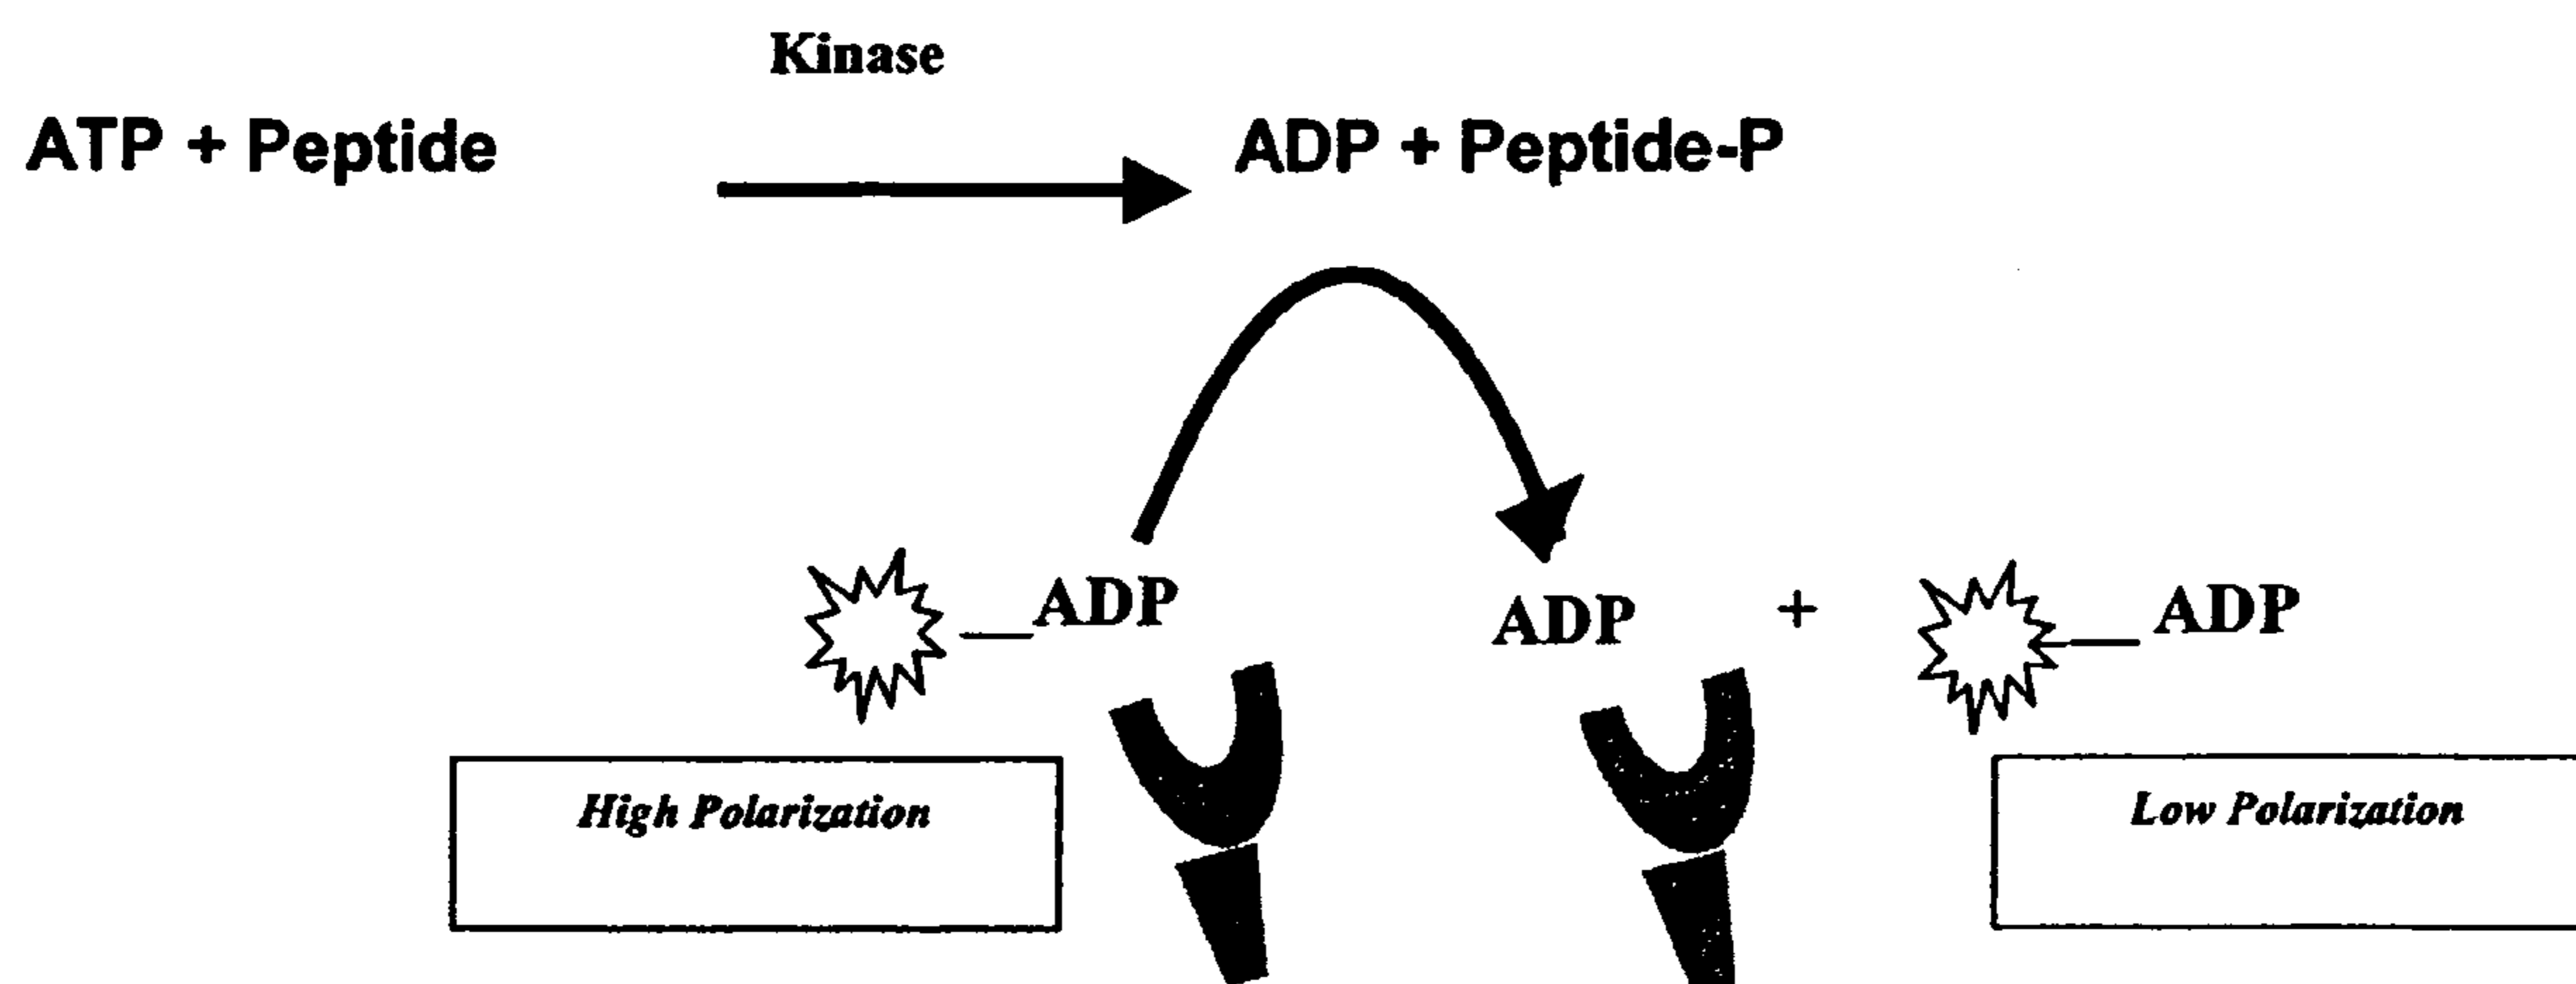 Kinase
ATP + Peptide ADP + Peptide-P
ADP ADP + ADP
High Polarization Low Polarization